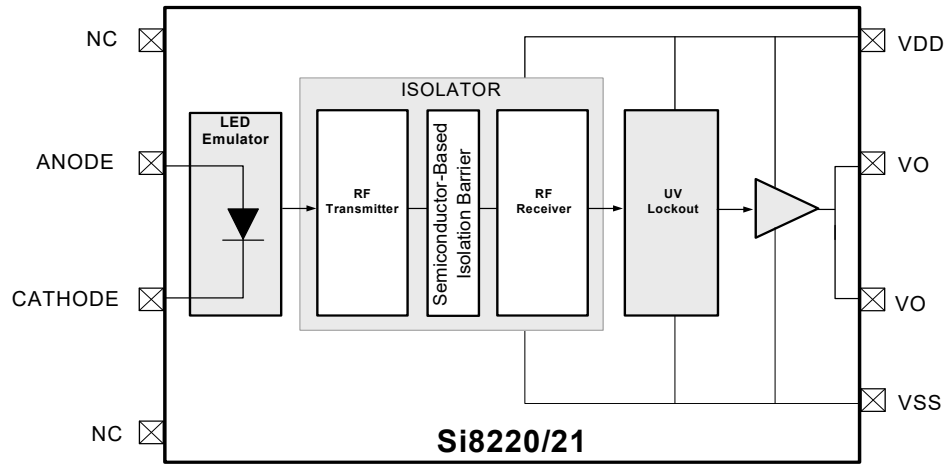 NC
ANODE
CATHODE
NC
LED
Emulator
ISOLATOR
RF
Transmitter
Semiconductor-Based
Isolation Barrier
RF
Receiver
UV
Lockout
VDD
VO
VO
VSS
Si8220/21